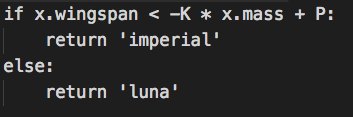 if x.wingspan < −K * x.mass + P:
    return 'imperial'
else:
    return 'luna'